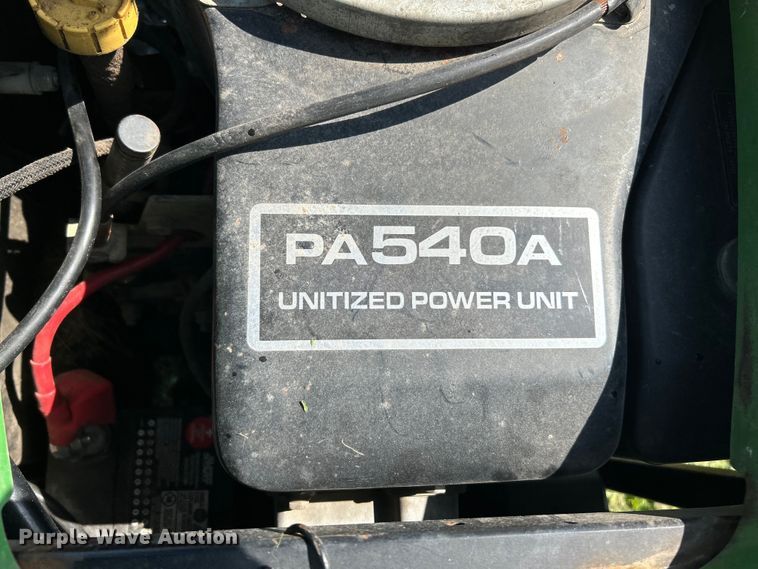 PA540A
UNITIZED POWER UNIT
Purple Wave Auction